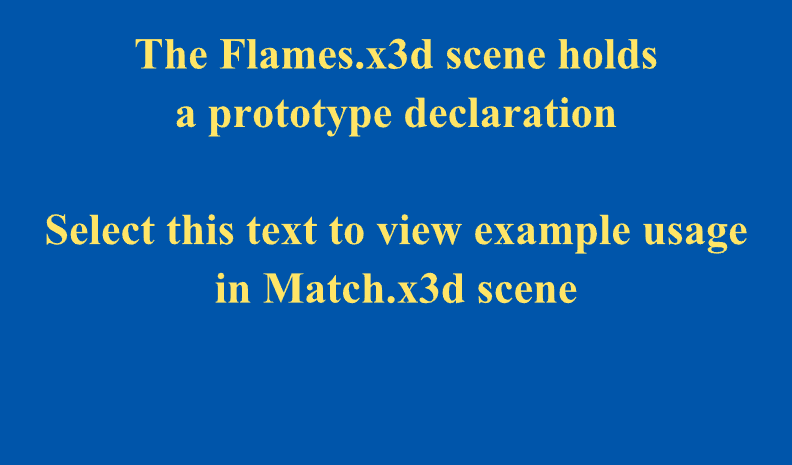 The Flames.x3d scene holds
a prototype declaration
Select this text to view example usage
in Match.x3d scene